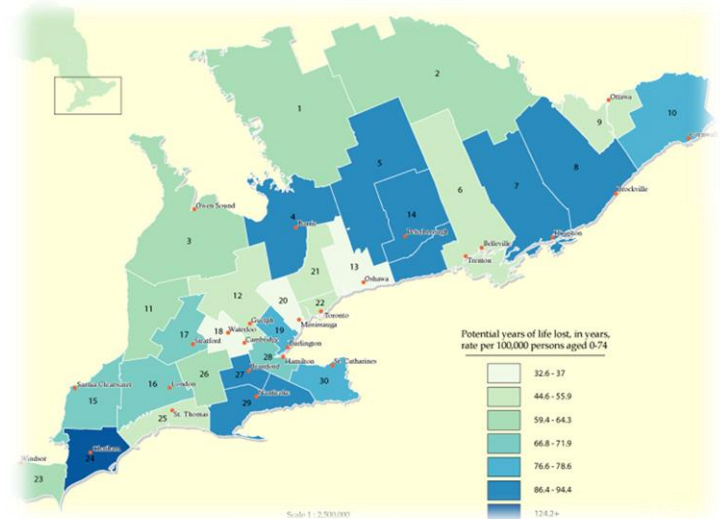 2
1
Ottawa
10
9
5
8
7
6
14
Owen Sound
4
Barrie
Brockville
Peterborough
Kingston
3
Belleville
Trenton
21
13
Oshawa
12
20
11
22
Toronto
Guelph
Mississauga
18
Waterloo
19
17
Cambridge
Burlington
Stratford
28
Hamilton
St. Catharines
Brantford
27
26
30
16
London
Sarnia Clearwater
15
29
St. Thomas
25
Chatham
24
Windsor
23
Potential years of life lost, in years,
rate per 100,000 persons aged 0-74
32.6 - 37
44.6 - 55.9
59.4 - 64.3
66.8 - 71.9
76.6 - 78.6
86.4 - 94.4
124.2+
Scale 1 : 2,500,000